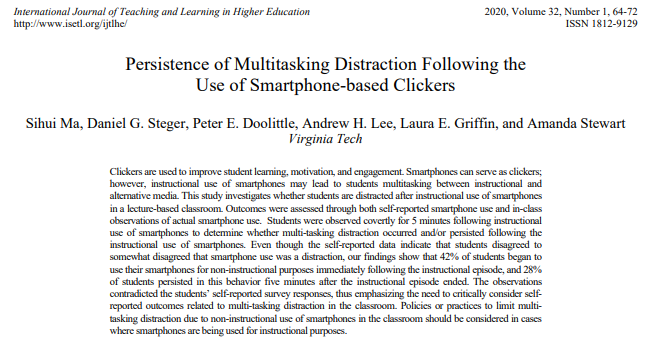 International Journal of Teaching and Learning in Higher Education 2020, Volume 32, Number 1, 64-72
http://www.isetl.org/ijtlhe/ ISSN 1812-9129
Persistence of Multitasking Distraction Following the
Use of Smartphone-based Clickers
Sihui Ma, Daniel G. Steger, Peter E. Doolittle, Andrew H. Lee, Laura E. Griffin, and Amanda Stewart
Virginia Tech
Clickers are used to improve student learning, motivation, and engagement. Smartphones can serve as clickers;
however, instructional use of smartphones may lead to students multitasking between instructional and
alternative media. This study investigates whether students are distracted after instructional use of smartphones
in a lecture-based classroom. Outcomes were assessed through both self-reported smartphone use and in-class
observations of actual smartphone use. Students were observed covertly for 5 minutes following instructional
use of smartphones to determine whether multi-tasking distraction occurred and/or persisted following the
instructional use of smartphones. Even though the self-reported data indicate that students disagreed to
somewhat disagreed that smartphone use was a distraction, our findings show that 42% of students began to
use their smartphones for non-instructional purposes immediately following the instructional episode, and 28%
of students persisted in this behavior five minutes after the instructional episode ended. The observations
contradicted the students' self-reported survey responses, thus emphasizing the need to critically consider self-
reported outcomes related to multi-tasking distraction in the classroom. Policies or practices to limit multi-
tasking distraction due to non-instructional use of smartphones in the classroom should be considered in cases
where smartphones are being used for instructional purposes.